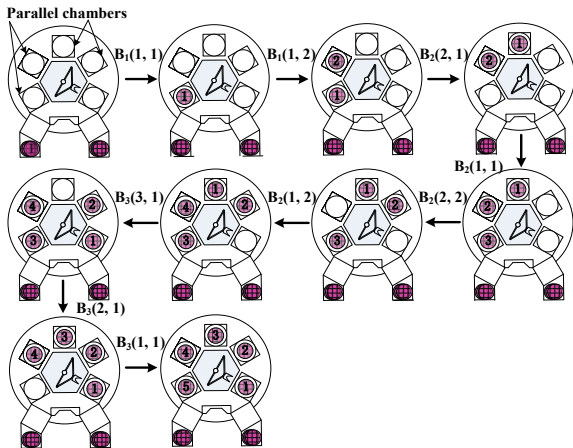 Parallel chambers
B₁(1, 1)
1
B₁(1, 2)
2
1
B₂(2, 1)
1
2
B₂(1, 1)
1
2
3
B₂(2, 2)
1
2
3
B₂(1, 2)
1
4
2
3
B₃(3, 1)
4
2
3
1
B₃(2, 1)
3
4
2
1
B₃(1, 1)
3
4
2
5
1